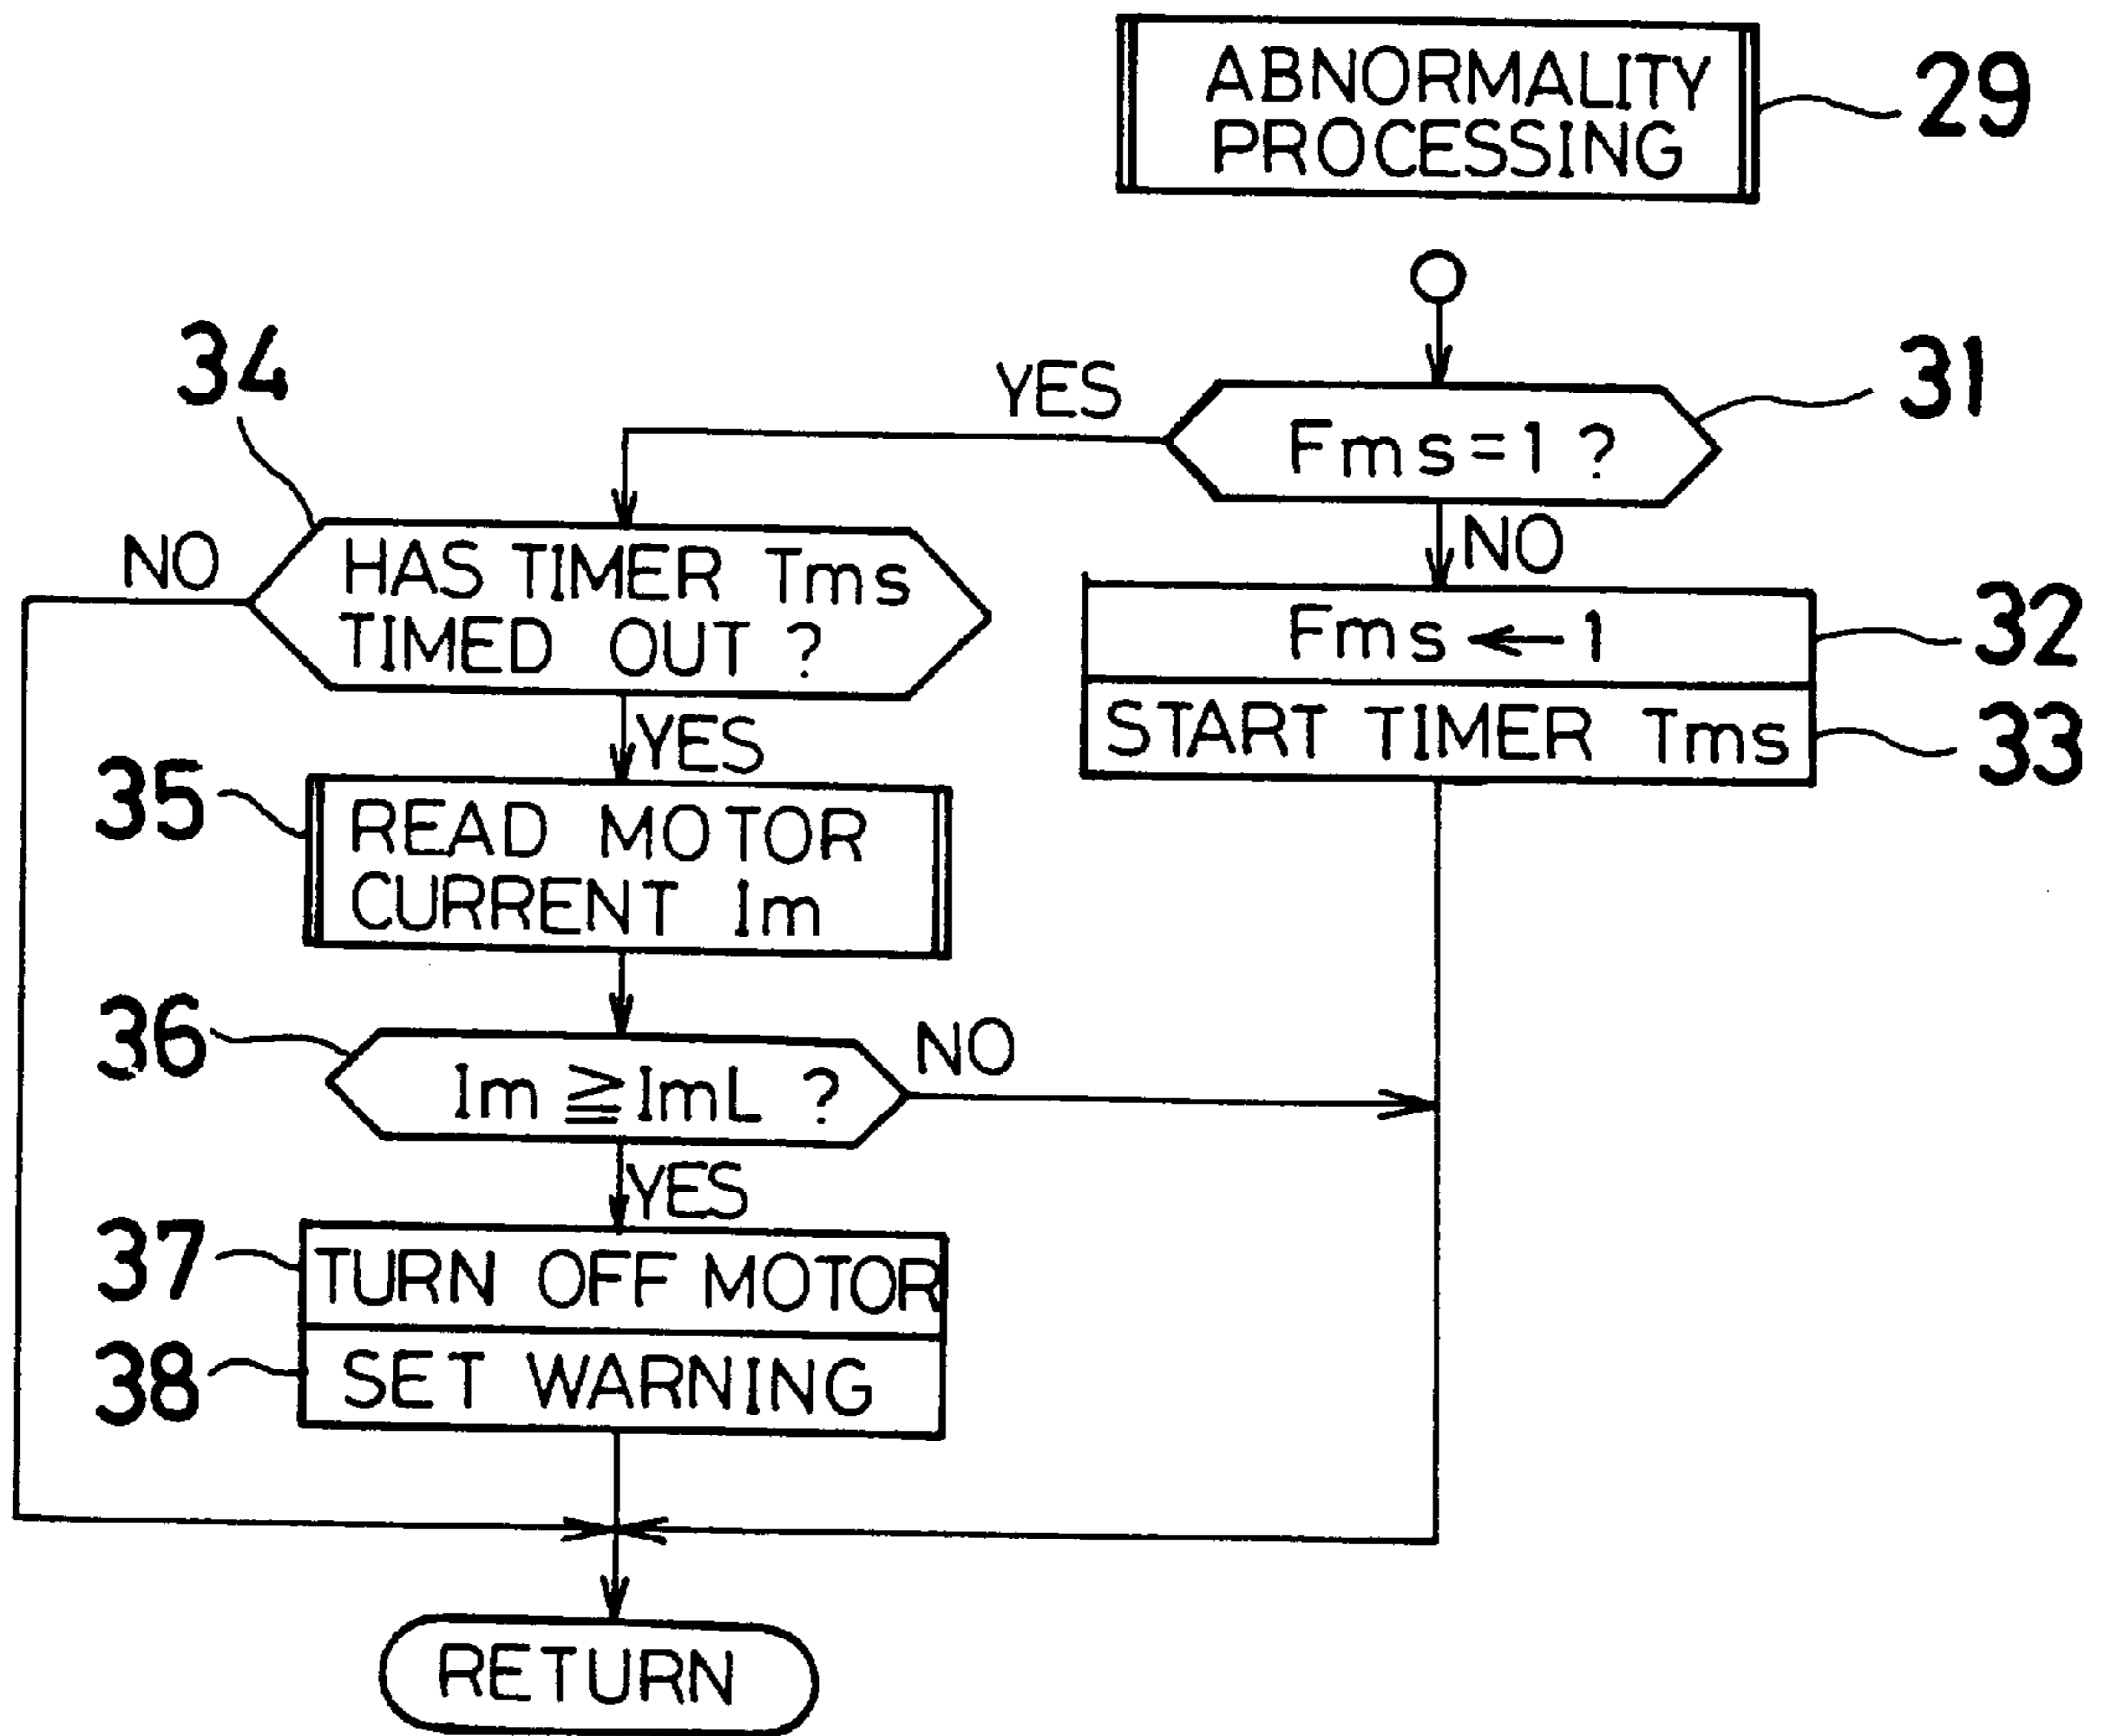 ABNORMALITY
PROCESSING
29
31
Fms=1 ?
YES
NO
34
HAS TIMER Tms
TIMED OUT ?
NO
YES
Fms←1
32
START TIMER Tms
33
35
READ MOTOR
CURRENT Im
36
Im ≧ ImL ?
NO
YES
37
TURN OFF MOTOR
38
SET WARNING
RETURN